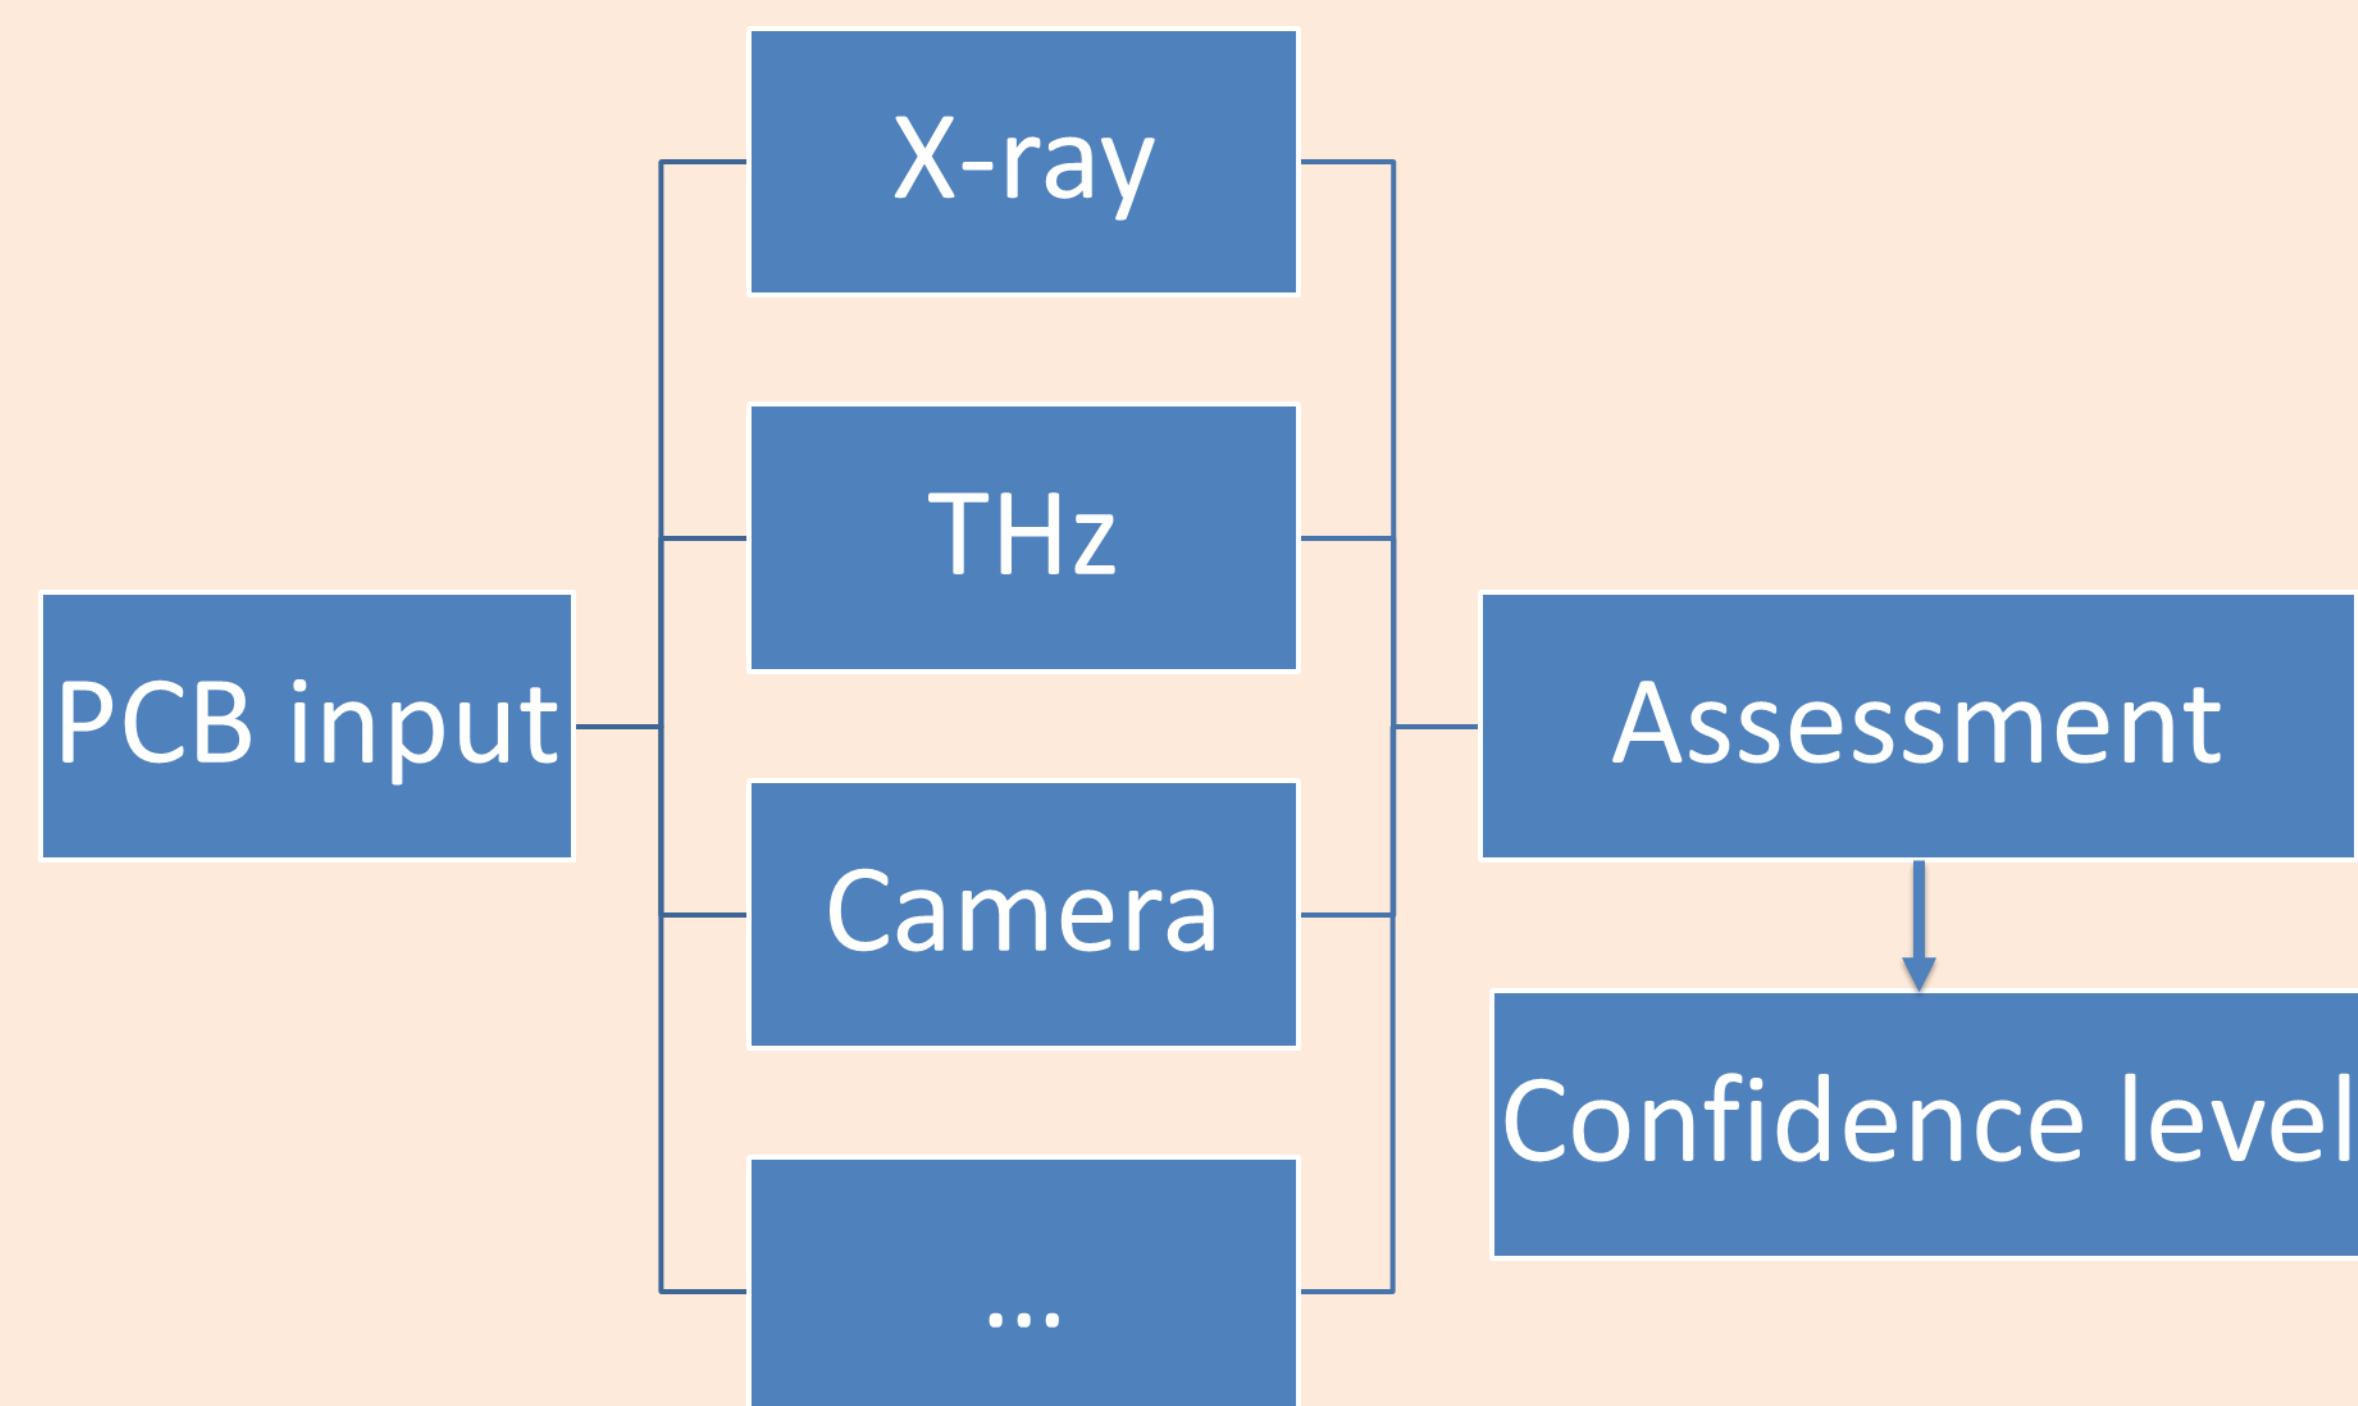 PCB input
X-ray
THz
Camera
...
Assessment
Confidence level